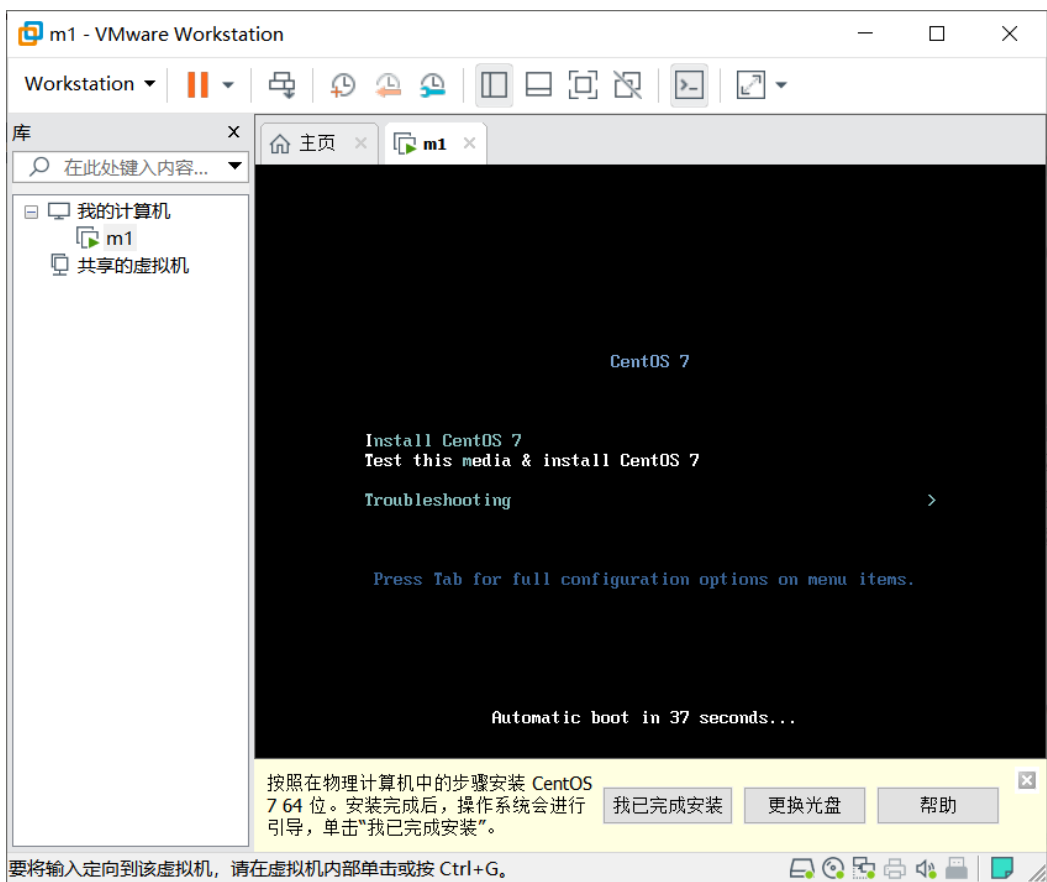 m1 - VMware Workstation
Workstation
库
在此处键入内容...
我的计算机
m1
共享的虚拟机
主页
m1
CentOS 7
Install CentOS 7
Test this media & install CentOS 7
Troubleshooting >
Press Tab for full configuration options on menu items.
Automatic boot in 37 seconds...
按照在物理计算机中的步骤安装 CentOS
7 64 位。安装完成后，操作系统会进行
引导，单击“我已完成安装”。
我已完成安装
更换光盘
帮助
要将输入定向到该虚拟机，请在虚拟机内部单击或按 Ctrl+G。